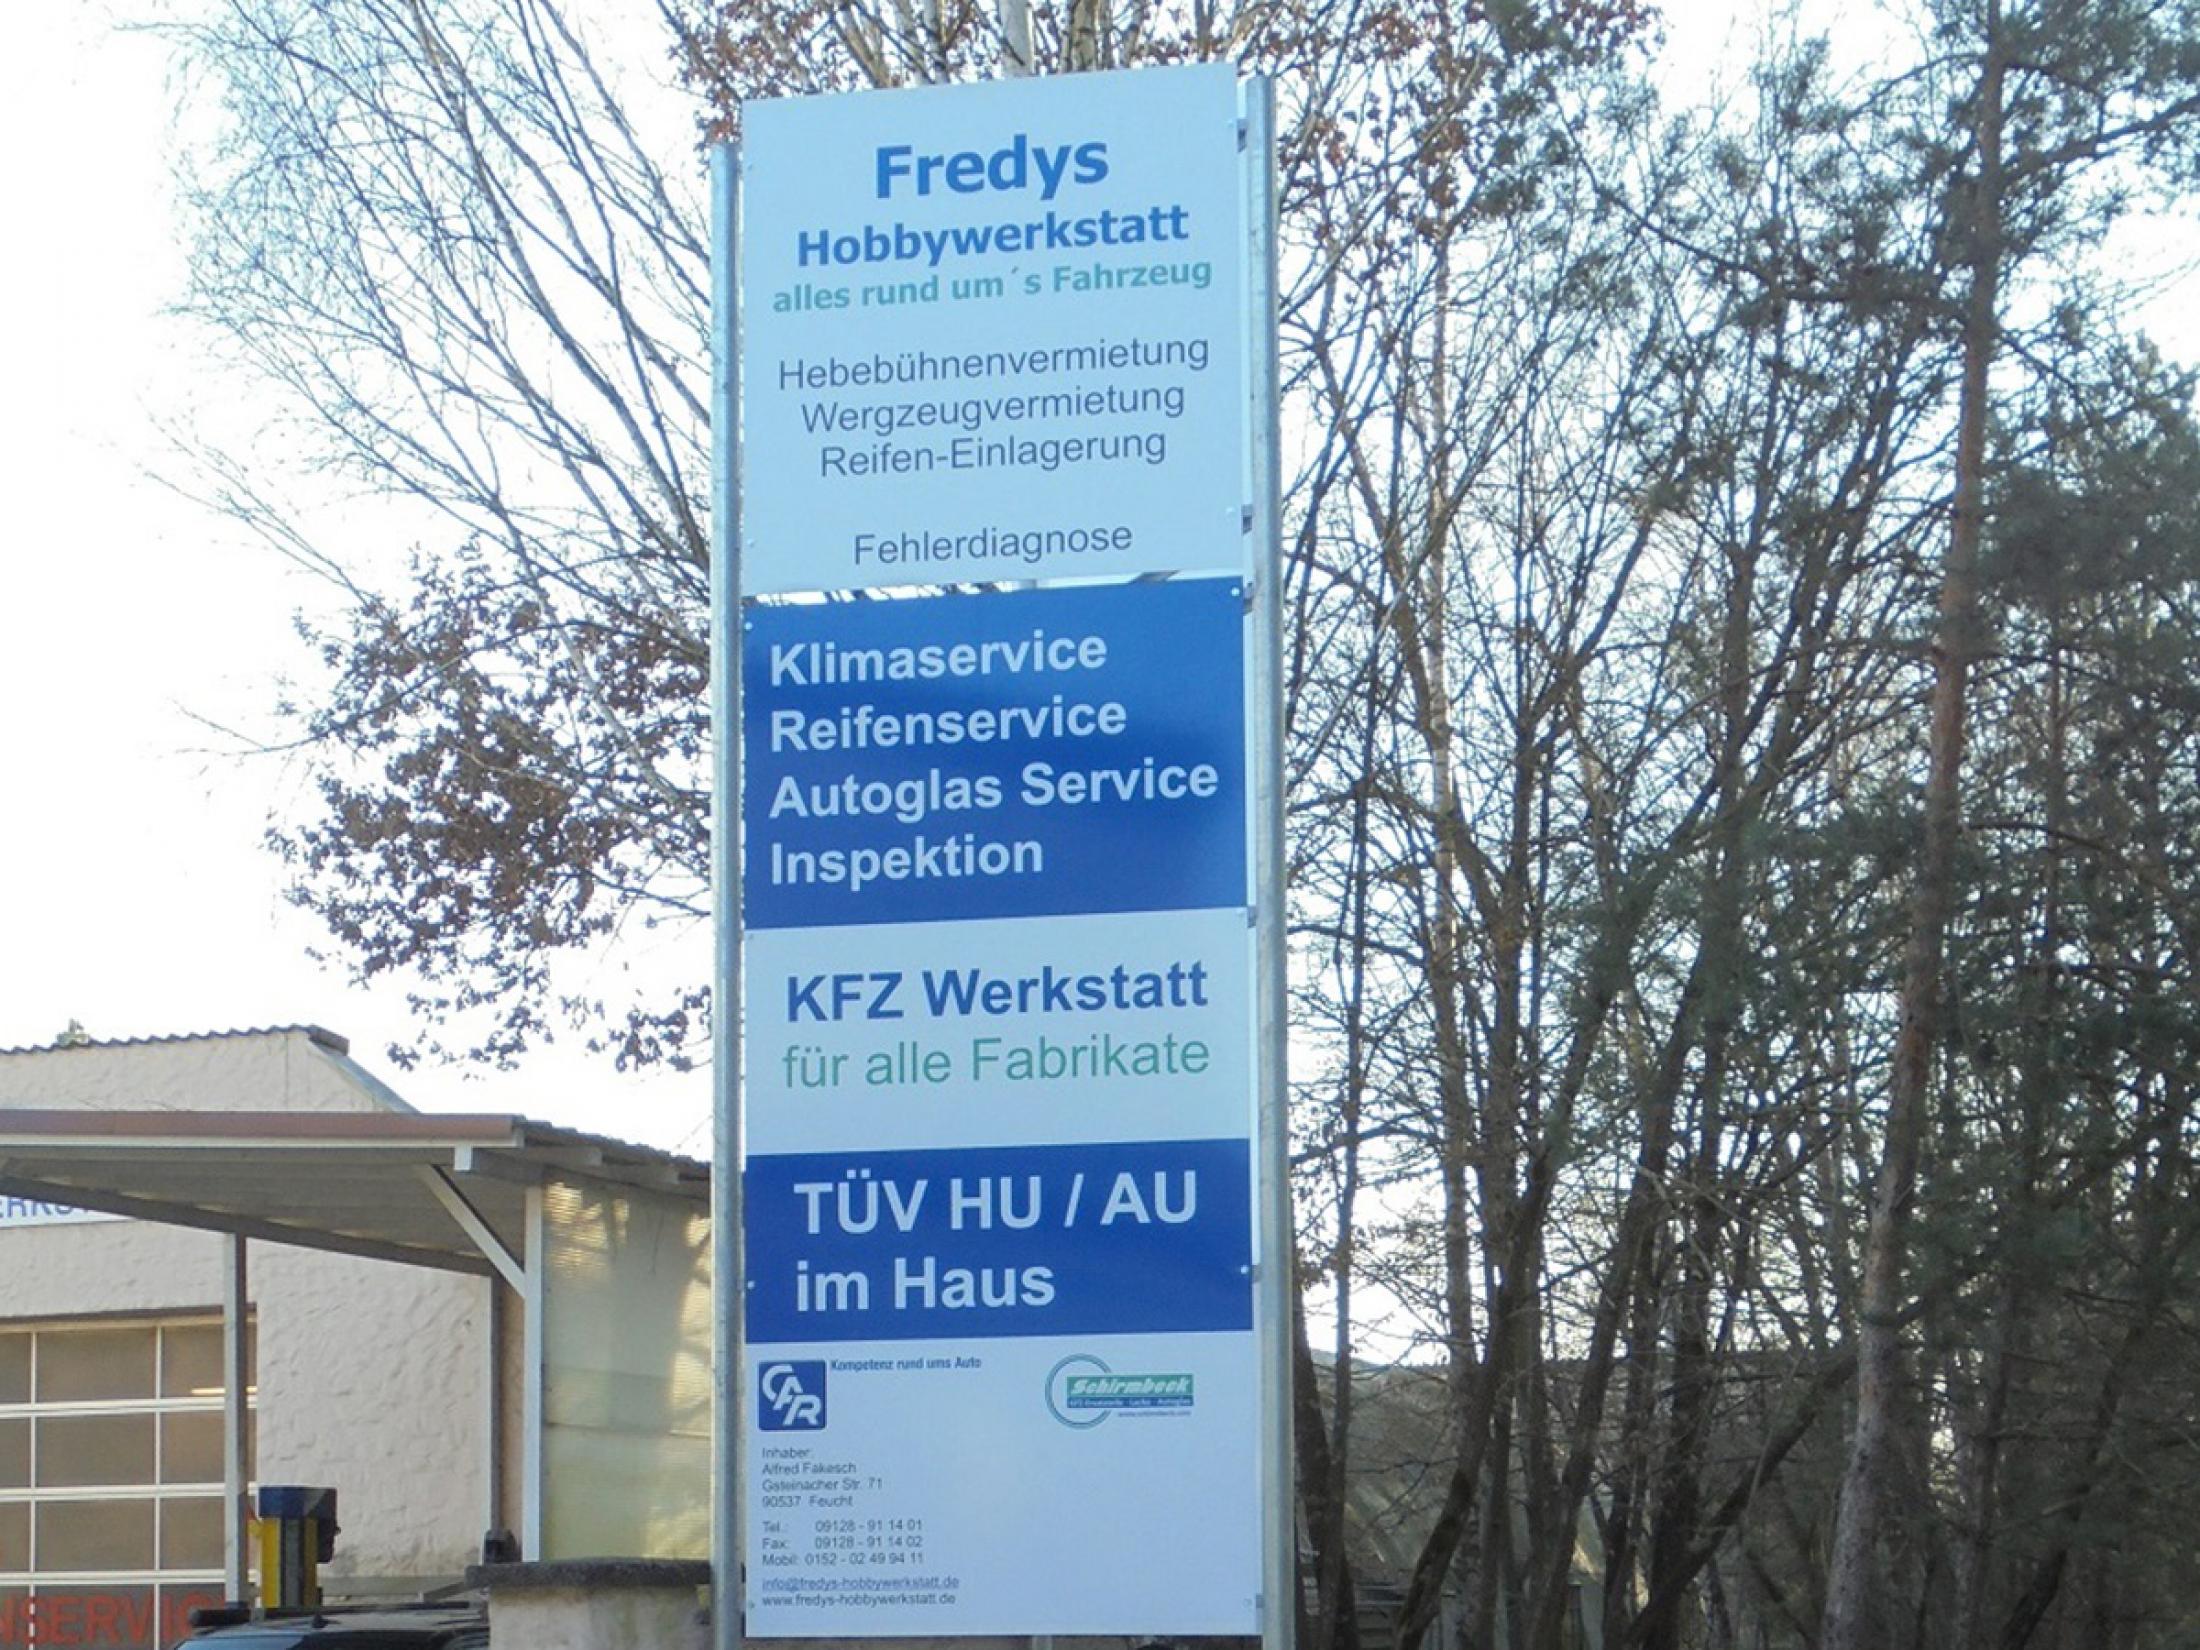 Fredys
Hobbywerkstatt
alles rund um´s Fahrzeug
Hebebühnenvermietung
Wergzeugvermietung
Reifen-Einlagerung
Fehlerdiagnose
Klimaservice
Reifenservice
Autoglas Service
Inspektion
KFZ Werkstatt
für alle Fabrikate
TÜV HU / AU
im Haus
CAR
Kompetenz rund ums Auto
Schirmbeck
Inhaber:
Alfred Fakesch
Gsteinacher Str. 71
90537 Feucht
Tel.: 09128 - 91 14 01
Fax: 09128 - 91 14 02
Mobil: 0152 - 02 49 94 11
info@fredys-hobbywerkstatt.de
www.fredys-hobbywerkstatt.de